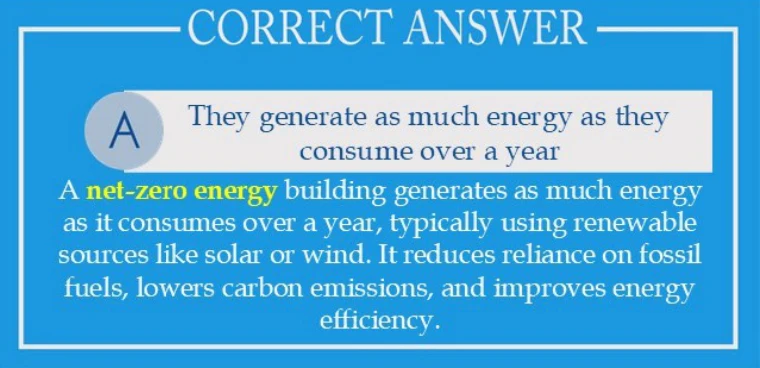 CORRECT ANSWER
A
They generate as much energy as they
consume over a year
A net-zero energy building generates as much energy
as it consumes over a year, typically using renewable
sources like solar or wind. It reduces reliance on fossil
fuels, lowers carbon emissions, and improves energy
efficiency.